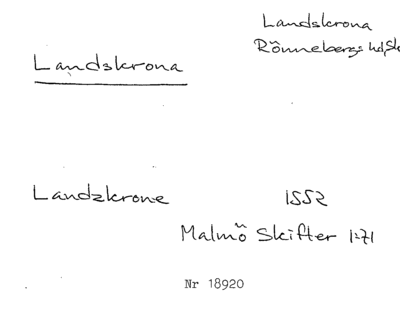 Landskrona
Rönnebergs hd, Sk
Landskrona
Landzkrone 1552
Malmö Skifter 1:71
Nr 18920